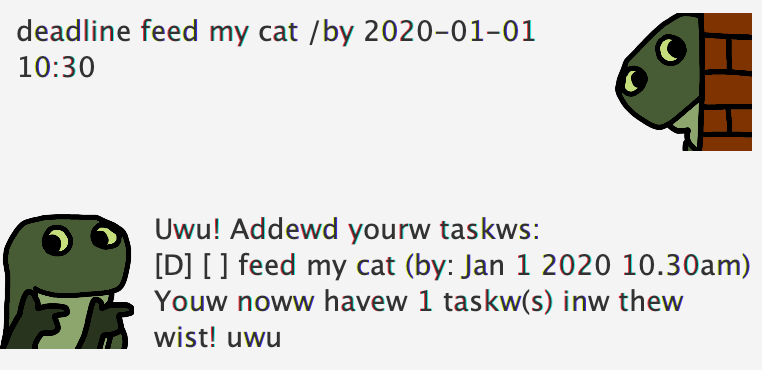 deadline feed my cat /by 2020-01-01
10:30
Uwu! Addewd yourw taskws:
[D] [ ] feed my cat (by: Jan 1 2020 10.30am)
Youw noww havew 1 taskw(s) inw thew
wist! uwu